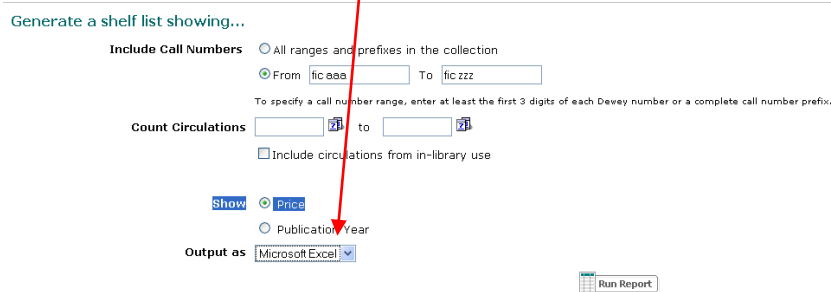 Generate a shelf list showing...
Include Call Numbers All ranges and prefixes in the collection
From fic aaa To fic zzz
To specify a call number range, enter at least the first 3 digits of each Dewey number or a complete call number prefix.
Count Circulations to
Include circulations from in-library use
Show Price
Publication Year
Output as Microsoft Excel
Run Report